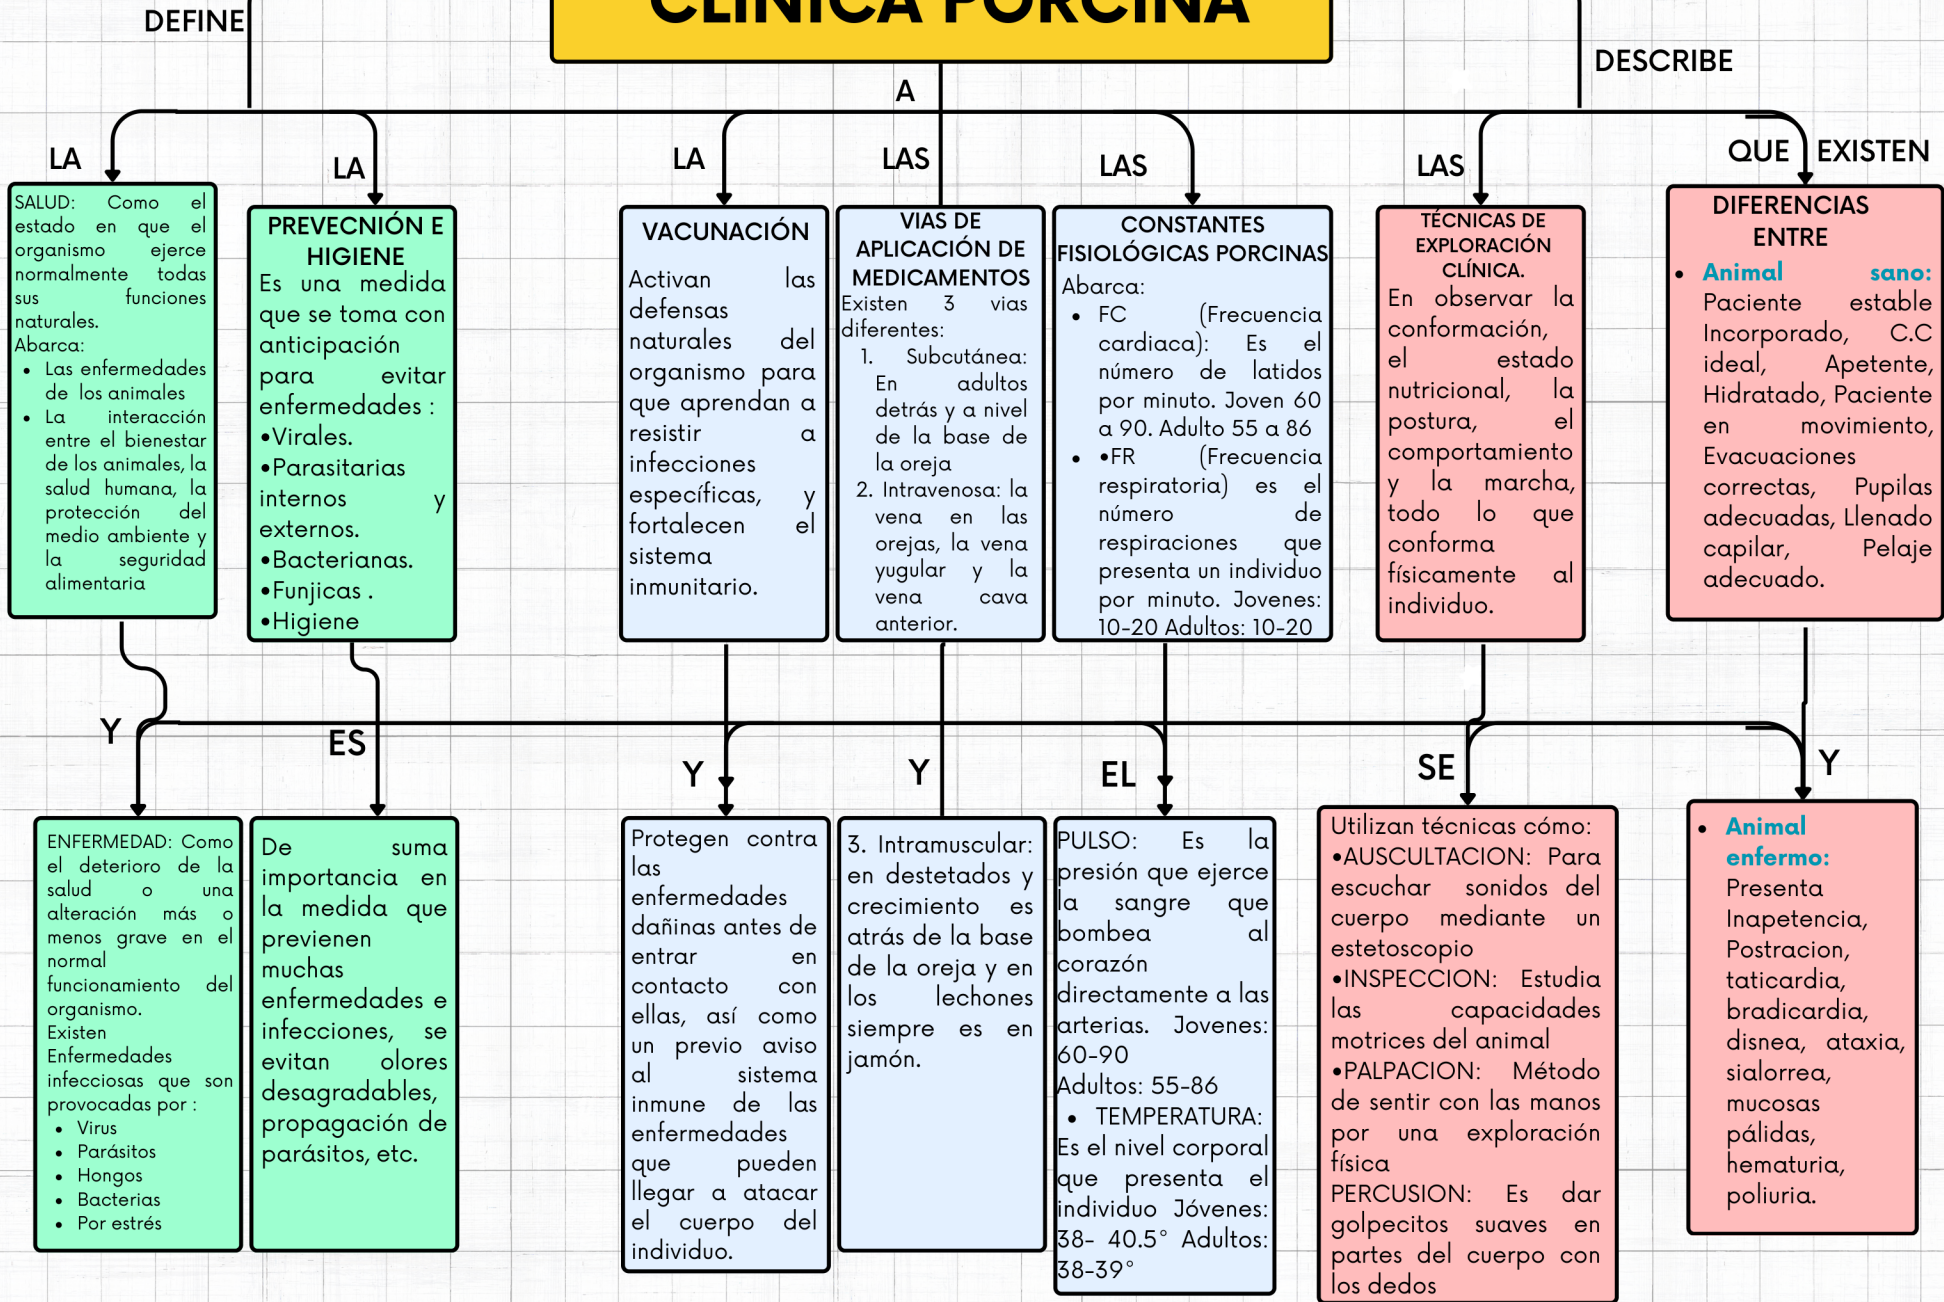 CLÍNICA PORCINA
DEFINE
DESCRIBE
A
LA
LA
LA
LAS
LAS
LAS
QUE EXISTEN
SALUD: Como el
estado en que el
organismo ejerce
normalmente todas
sus funciones
naturales.
Abarca:
• Las enfermedades
de los animales
• La interacción
entre el bienestar
de los animales, la
salud humana, la
protección del
medio ambiente y
la seguridad
alimentaria
PREVECNIÓN E
HIGIENE
Es una medida
que se toma con
anticipación
para evitar
enfermedades :
•Virales.
•Parasitarias
internos y
externos.
•Bacterianas.
•Funjicas .
•Higiene
VACUNACIÓN
Activan las
defensas
naturales del
organismo para
que aprendan a
resistir a
infecciones
específicas, y
fortalecen el
sistema
inmunitario.
VIAS DE
APLICACIÓN DE
MEDICAMENTOS
Existen 3 vias
diferentes:
1. Subcutánea:
En adultos
detrás y a nivel
de la base de
la oreja
2. Intravenosa: la
vena en las
orejas, la vena
yugular y la
vena cava
anterior.
CONSTANTES
FISIOLÓGICAS PORCINAS
Abarca:
• FC (Frecuencia
cardiaca): Es el
número de latidos
por minuto. Joven 60
a 90. Adulto 55 a 86
• •FR (Frecuencia
respiratoria) es el
número de
respiraciones que
presenta un individuo
por minuto. Jovenes:
10-20 Adultos: 10-20
TÉCNICAS DE
EXPLORACIÓN
CLÍNICA.
En observar la
conformación,
el estado
nutricional, la
postura, el
comportamiento
y la marcha,
todo lo que
conforma
físicamente al
individuo.
DIFERENCIAS
ENTRE
• Animal sano:
Paciente estable
Incorporado, C.C
ideal, Apetente,
Hidratado, Paciente
en movimiento,
Evacuaciones
correctas, Pupilas
adecuadas, Llenado
capilar, Pelaje
adecuado.
Y
ES
Y
Y
EL
SE
Y
ENFERMEDAD: Como
el deterioro de la
salud o una
alteración más o
menos grave en el
normal
funcionamiento del
organismo.
Existen
Enfermedades
infecciosas que son
provocadas por :
• Virus
• Parásitos
• Hongos
• Bacterias
• Por estrés
De suma
importancia en
la medida que
previenen
muchas
enfermedades e
infecciones, se
evitan olores
desagradables,
propagación de
parásitos, etc.
Protegen contra
las
enfermedades
dañinas antes de
entrar en
contacto con
ellas, así como
un previo aviso
al sistema
inmune de las
enfermedades
que pueden
llegar a atacar
el cuerpo del
individuo.
3. Intramuscular:
en destetados y
crecimiento es
atrás de la base
de la oreja y en
los lechones
siempre es en
jamón.
PULSO: Es la
presión que ejerce
la sangre que
bombea al
corazón
directamente a las
arterias. Jovenes:
60-90
Adultos: 55-86
• TEMPERATURA:
Es el nivel corporal
que presenta el
individuo Jóvenes:
38- 40.5° Adultos:
38-39°
Utilizan técnicas cómo:
•AUSCULTACION: Para
escuchar sonidos del
cuerpo mediante un
estetoscopio
•INSPECCION: Estudia
las capacidades
motrices del animal
•PALPACION: Método
de sentir con las manos
por una exploración
física
PERCUSION: Es dar
golpecitos suaves en
partes del cuerpo con
los dedos
• Animal
enfermo:
Presenta
Inapetencia,
Postracion,
taticardia,
bradicardia,
disnea, ataxia,
sialorrea,
mucosas
pálidas,
hematuria,
poliuria.